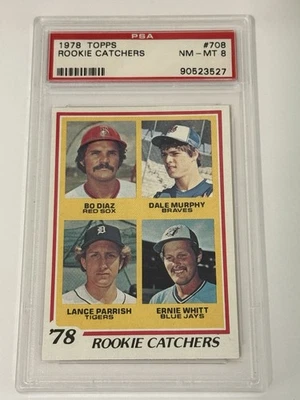 PSA
1978 TOPPS #708
ROOKIE CATCHERS NM – MT 8
90523527
BO DIAZ DALE MURPHY
RED SOX BRAVES
LANCE PARRISH ERNIE WHITT
TIGERS BLUE JAYS
'78 ROOKIE CATCHERS